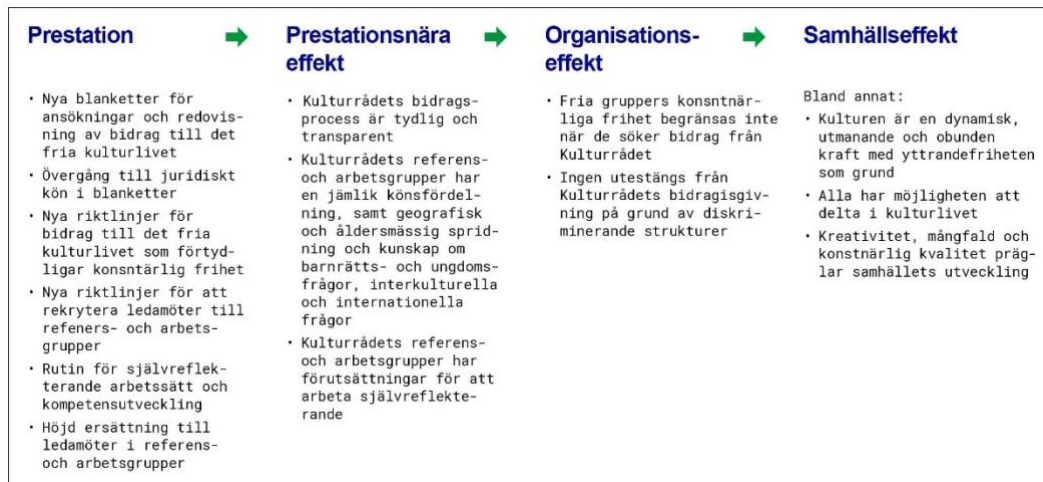 Prestation
• Nya blanketter för
ansökningar och redovis-
ning av bidrag till det
fria kulturlivet
• Övergång till juridiskt
kön i blanketter
• Nya riktlinjer för
bidrag till det fria
kulturlivet som förtyd-
ligar konsntärlig frihet
• Nya riktlinjer för att
rekrytera ledamöter till
refeners- och arbets-
grupper
• Rutin för självreflek-
terande arbetssätt och
kompetensutveckling
• Höjd ersättning till
ledamöter i referens-
och arbetsgrupper
Prestationsnära
effekt
• Kulturrådets bidrags-
process är tydlig och
transparent
• Kulturrådets referens-
och arbetsgrupper har
en jämlik könsfördel-
ning, samt geografisk
och åldersmässig sprid-
ning och kunskap om
barnrätts- och ungdoms-
frågor, interkulturella
och internationella
frågor
• Kulturrådets referens-
och arbetsgrupper har
förutsättningar för att
arbeta självreflekte-
rande
Organisations-
effekt
• Fria gruppers konsntnär-
liga frihet begränsas inte
när de söker bidrag från
Kulturrådet
• Ingen utestängs från
Kulturrådets bidragisgiv-
ning på grund av diskri-
minerande strukturer
Samhällseffekt
Bland annat:
• Kulturen är en dynamisk,
utmanande och obunden
kraft med yttrandefriheten
som grund
• Alla har möjligheten att
delta i kulturlivet
• Kreativitet, mångfald och
konstnärlig kvalitet präg-
lar samhällets utveckling